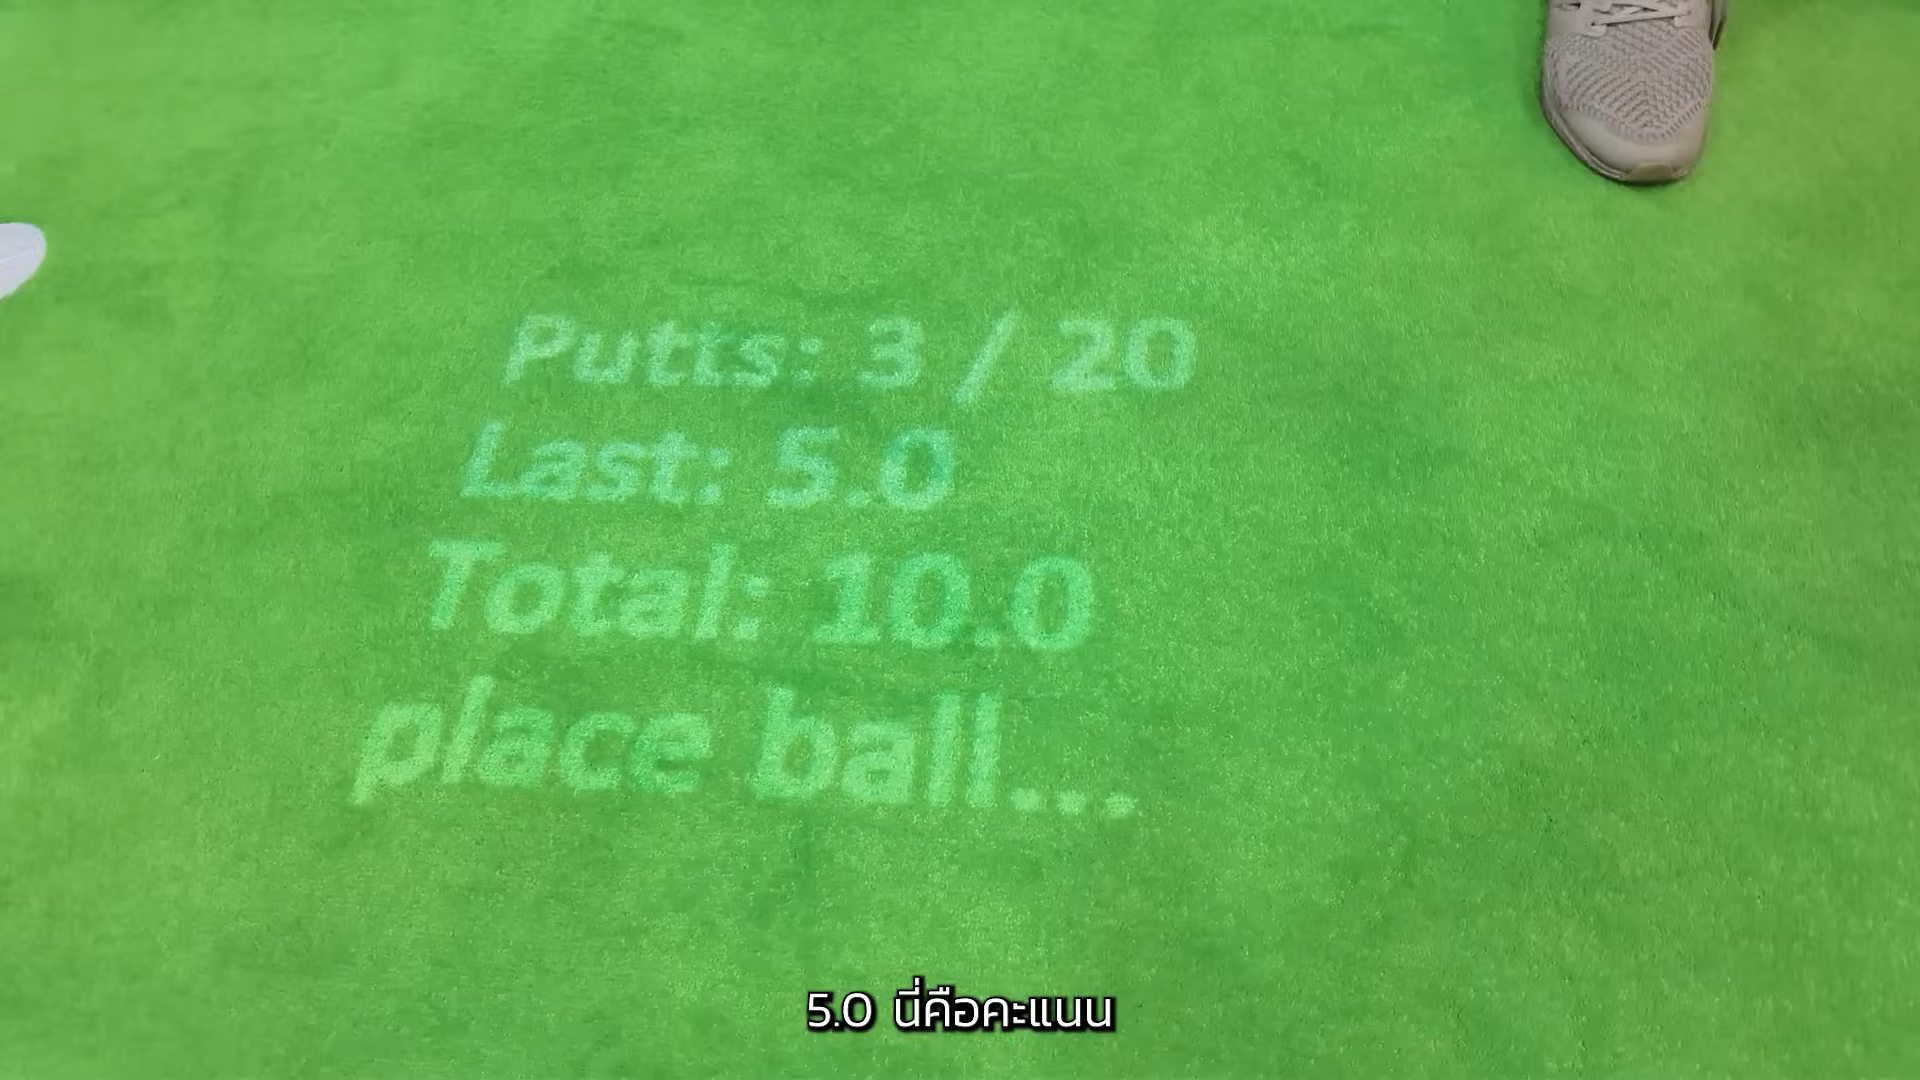 Putts: 3 / 20
Last: 5.0
Total: 10.0
place ball...
5.0 นี่คือคะแนน